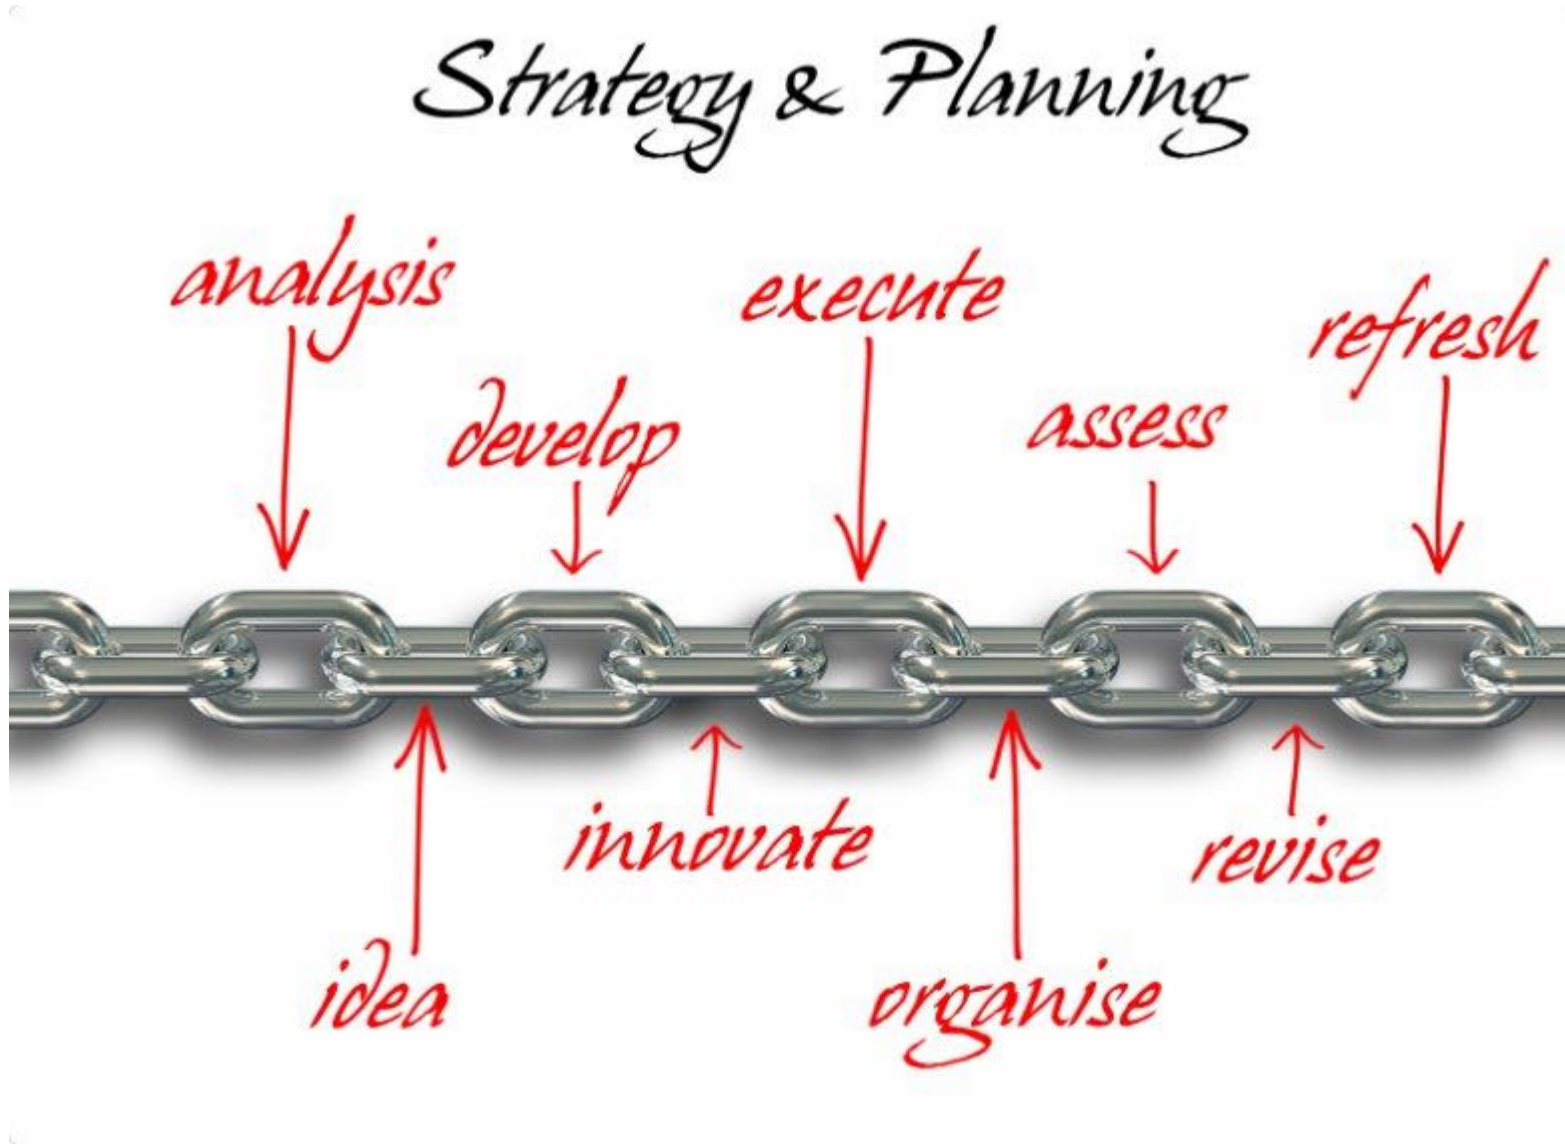 Strategy & Planning
analysis
execute
refresh
develop
assess
innovate
revise
idea
organise